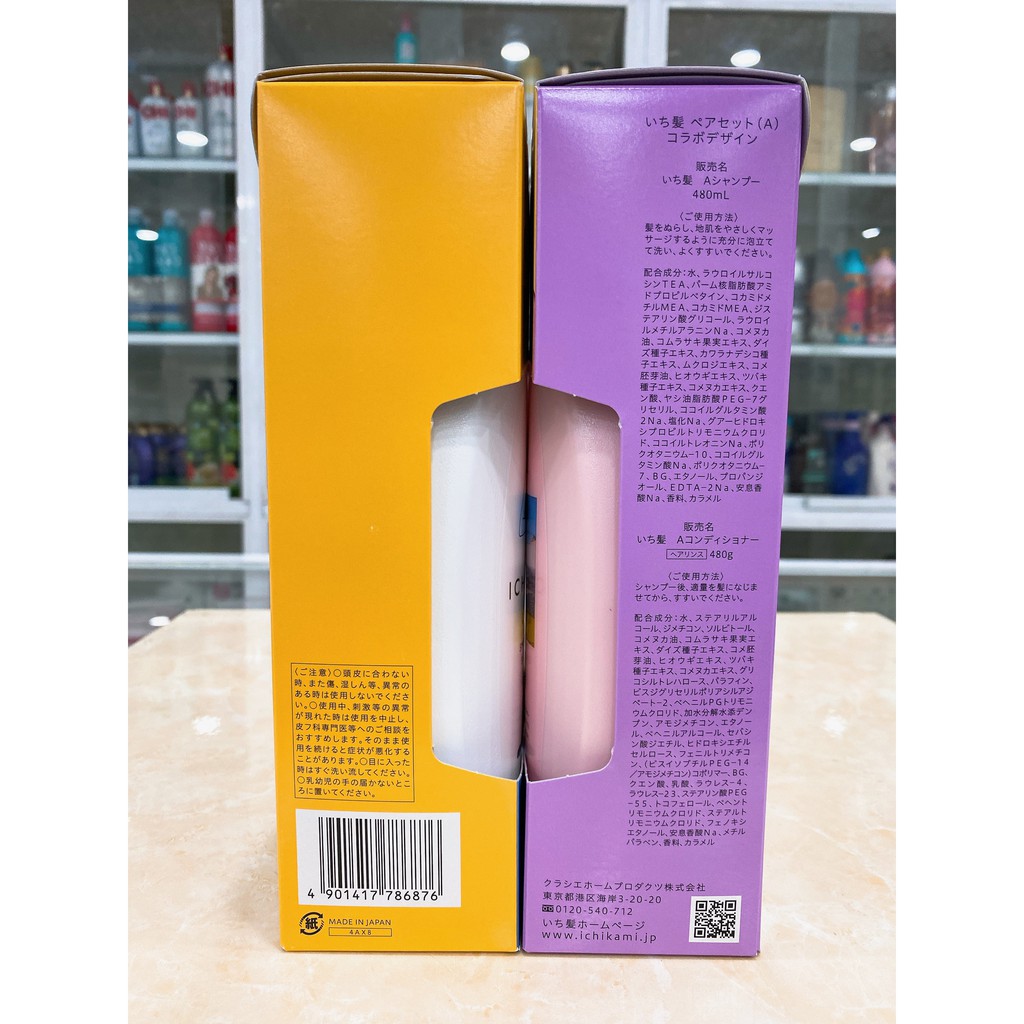 〈ご注意〉○頭皮に合わない
時、また傷、湿しん等、異常の
ある時は使用しないでくださ
い。○使用中、刺激等の異常
が現れた時は使用を中止し、
皮フ科専門医等へのご相談を
おすすめします。そのまま使
用を続けると症状が悪化する
ことがあります。○目に入った
時はすぐ洗い流してください。
○乳幼児の手の届かないとこ
ろに置いてください。
4 901417 786876
紙
MADE IN JAPAN
4AX8
いち髪 ペアセット（A）
コラボデザイン
販売名
いち髪 Aシャンプー
480mL
〈ご使用方法〉
髪をぬらし、地肌をやさしくマッ
サージするように充分に泡立て
て洗い、よくすすいでください。
配合成分：水、ラウロイルサルコ
シンTEA、パーム核脂肪酸アミ
ドプロピルベタイン、コカミドメ
チルMEA、コカミドMEA、ジス
テアリン酸グリコール、ラウロイ
ルメチルアラニンNa、コメヌカ
油、コムラサキ果実エキス、ダイ
ズ種子エキス、カワラナデシコ種
子エキス、ムクロジエキス、コメ
胚芽油、ヒオウギエキス、ツバキ
種子エキス、コメヌカエキス、クエ
ン酸、ヤシ油脂肪酸PEG-7グ
リセリル、ココイルグルタミン酸
2Na、塩化Na、グアーヒドロキ
シプロピルトリモニウムクロリ
ド、ココイルトレオニンNa、ポリ
クオタニウム-10、ココイルグル
タミン酸Na、ポリクオタニウム-
7、BG、エタノール、プロパンジ
オール、EDTA-2Na、安息香
酸Na、香料、カラメル
販売名
いち髪 Aコンディショナー
ヘアリンス 480g
〈ご使用方法〉
シャンプー後、適量を髪になじま
せてから、すすいでください。
配合成分：水、ステアリルアル
コール、ジメチコン、ソルビトール、
コメヌカ油、コムラサキ果実エ
キス、ダイズ種子エキス、コメ胚
芽油、ヒオウギエキス、ツバキ
種子エキス、コメヌカエキス、グリ
コシルトレハロース、パラフィン、
ビスジグリセリルポリアシルアジ
ペート-2、ベヘニルPGトリモニ
ウムクロリド、加水分解水添デン
プン、アモジメチコン、エタノー
ル、ベヘニルアルコール、セバシ
ン酸ジエチル、ヒドロキシエチル
セルロース、フェニルトリメチコ
ン、（ビスイソブチルPEG-14
／アモジメチコン）コポリマー、BG、
クエン酸、乳酸、ラウレス-4、
ラウレス-23、ステアリン酸PEG
-55、トコフェロール、ベヘント
リモニウムクロリド、ステアルト
リモニウムクロリド、フェノキシ
エタノール、安息香酸Na、メチル
パラベン、香料、カラメル
クラシエホームプロダクツ株式会社
東京都港区海岸3-20-20
0120-540-712
いち髪ホームページ
www.ichikami.jp